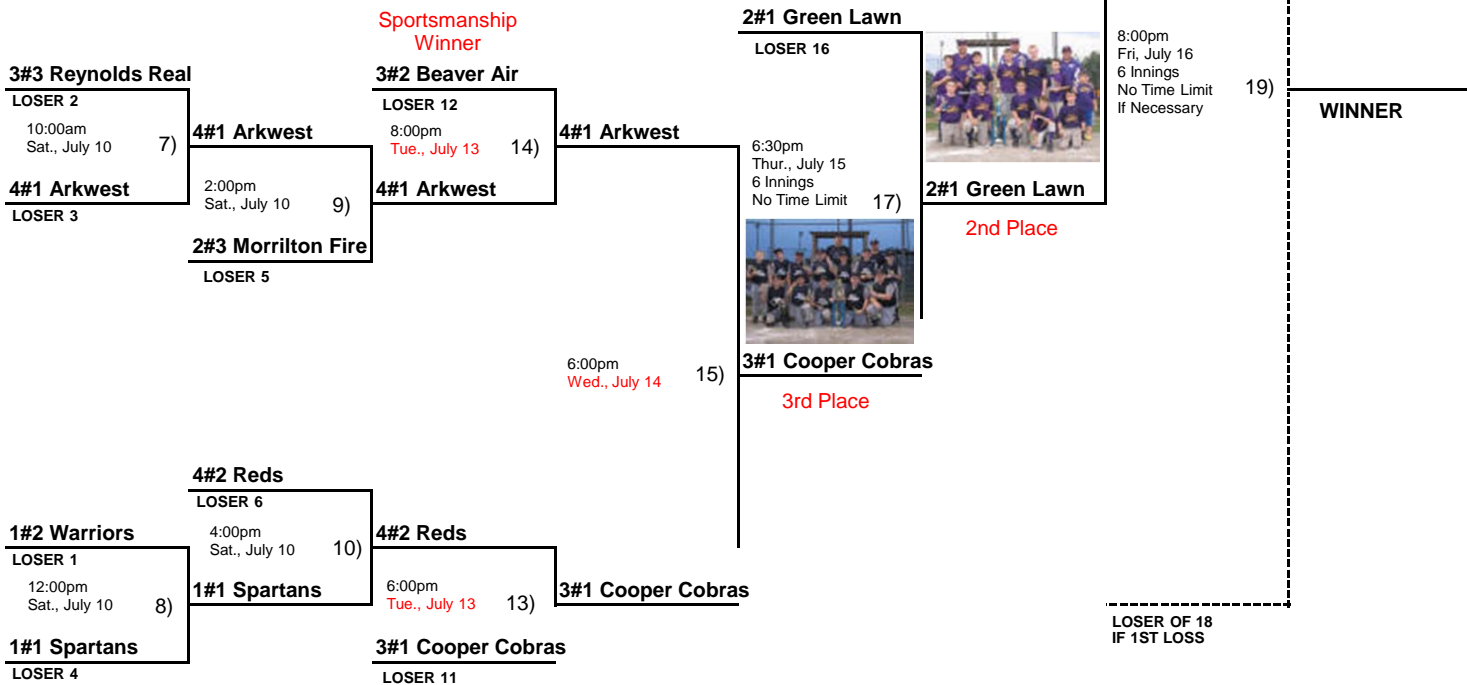 Sportsmanship
Winner
2#1 Green Lawn
LOSER 16
8:00pm
Fri, July 16
6 Innings
No Time Limit
If Necessary
19)
WINNER
3#3 Reynolds Real
LOSER 2
10:00am
Sat., July 10
7)
4#1 Arkwest
LOSER 3
4#1 Arkwest
2:00pm
Sat., July 10
9)
2#3 Morrilton Fire
LOSER 5
3#2 Beaver Air
LOSER 12
8:00pm
Tue., July 13
14)
4#1 Arkwest
4#1 Arkwest
6:30pm
Thur., July 15
6 Innings
No Time Limit
17)
2#1 Green Lawn
2nd Place
6:00pm
Wed., July 14
15)
3#1 Cooper Cobras
3rd Place
4#2 Reds
LOSER 6
1#2 Warriors
LOSER 1
12:00pm
Sat., July 10
8)
1#1 Spartans
LOSER 4
4:00pm
Sat., July 10
10)
1#1 Spartans
4#2 Reds
6:00pm
Tue., July 13
13)
3#1 Cooper Cobras
LOSER 11
3#1 Cooper Cobras
LOSER OF 18
IF 1ST LOSS